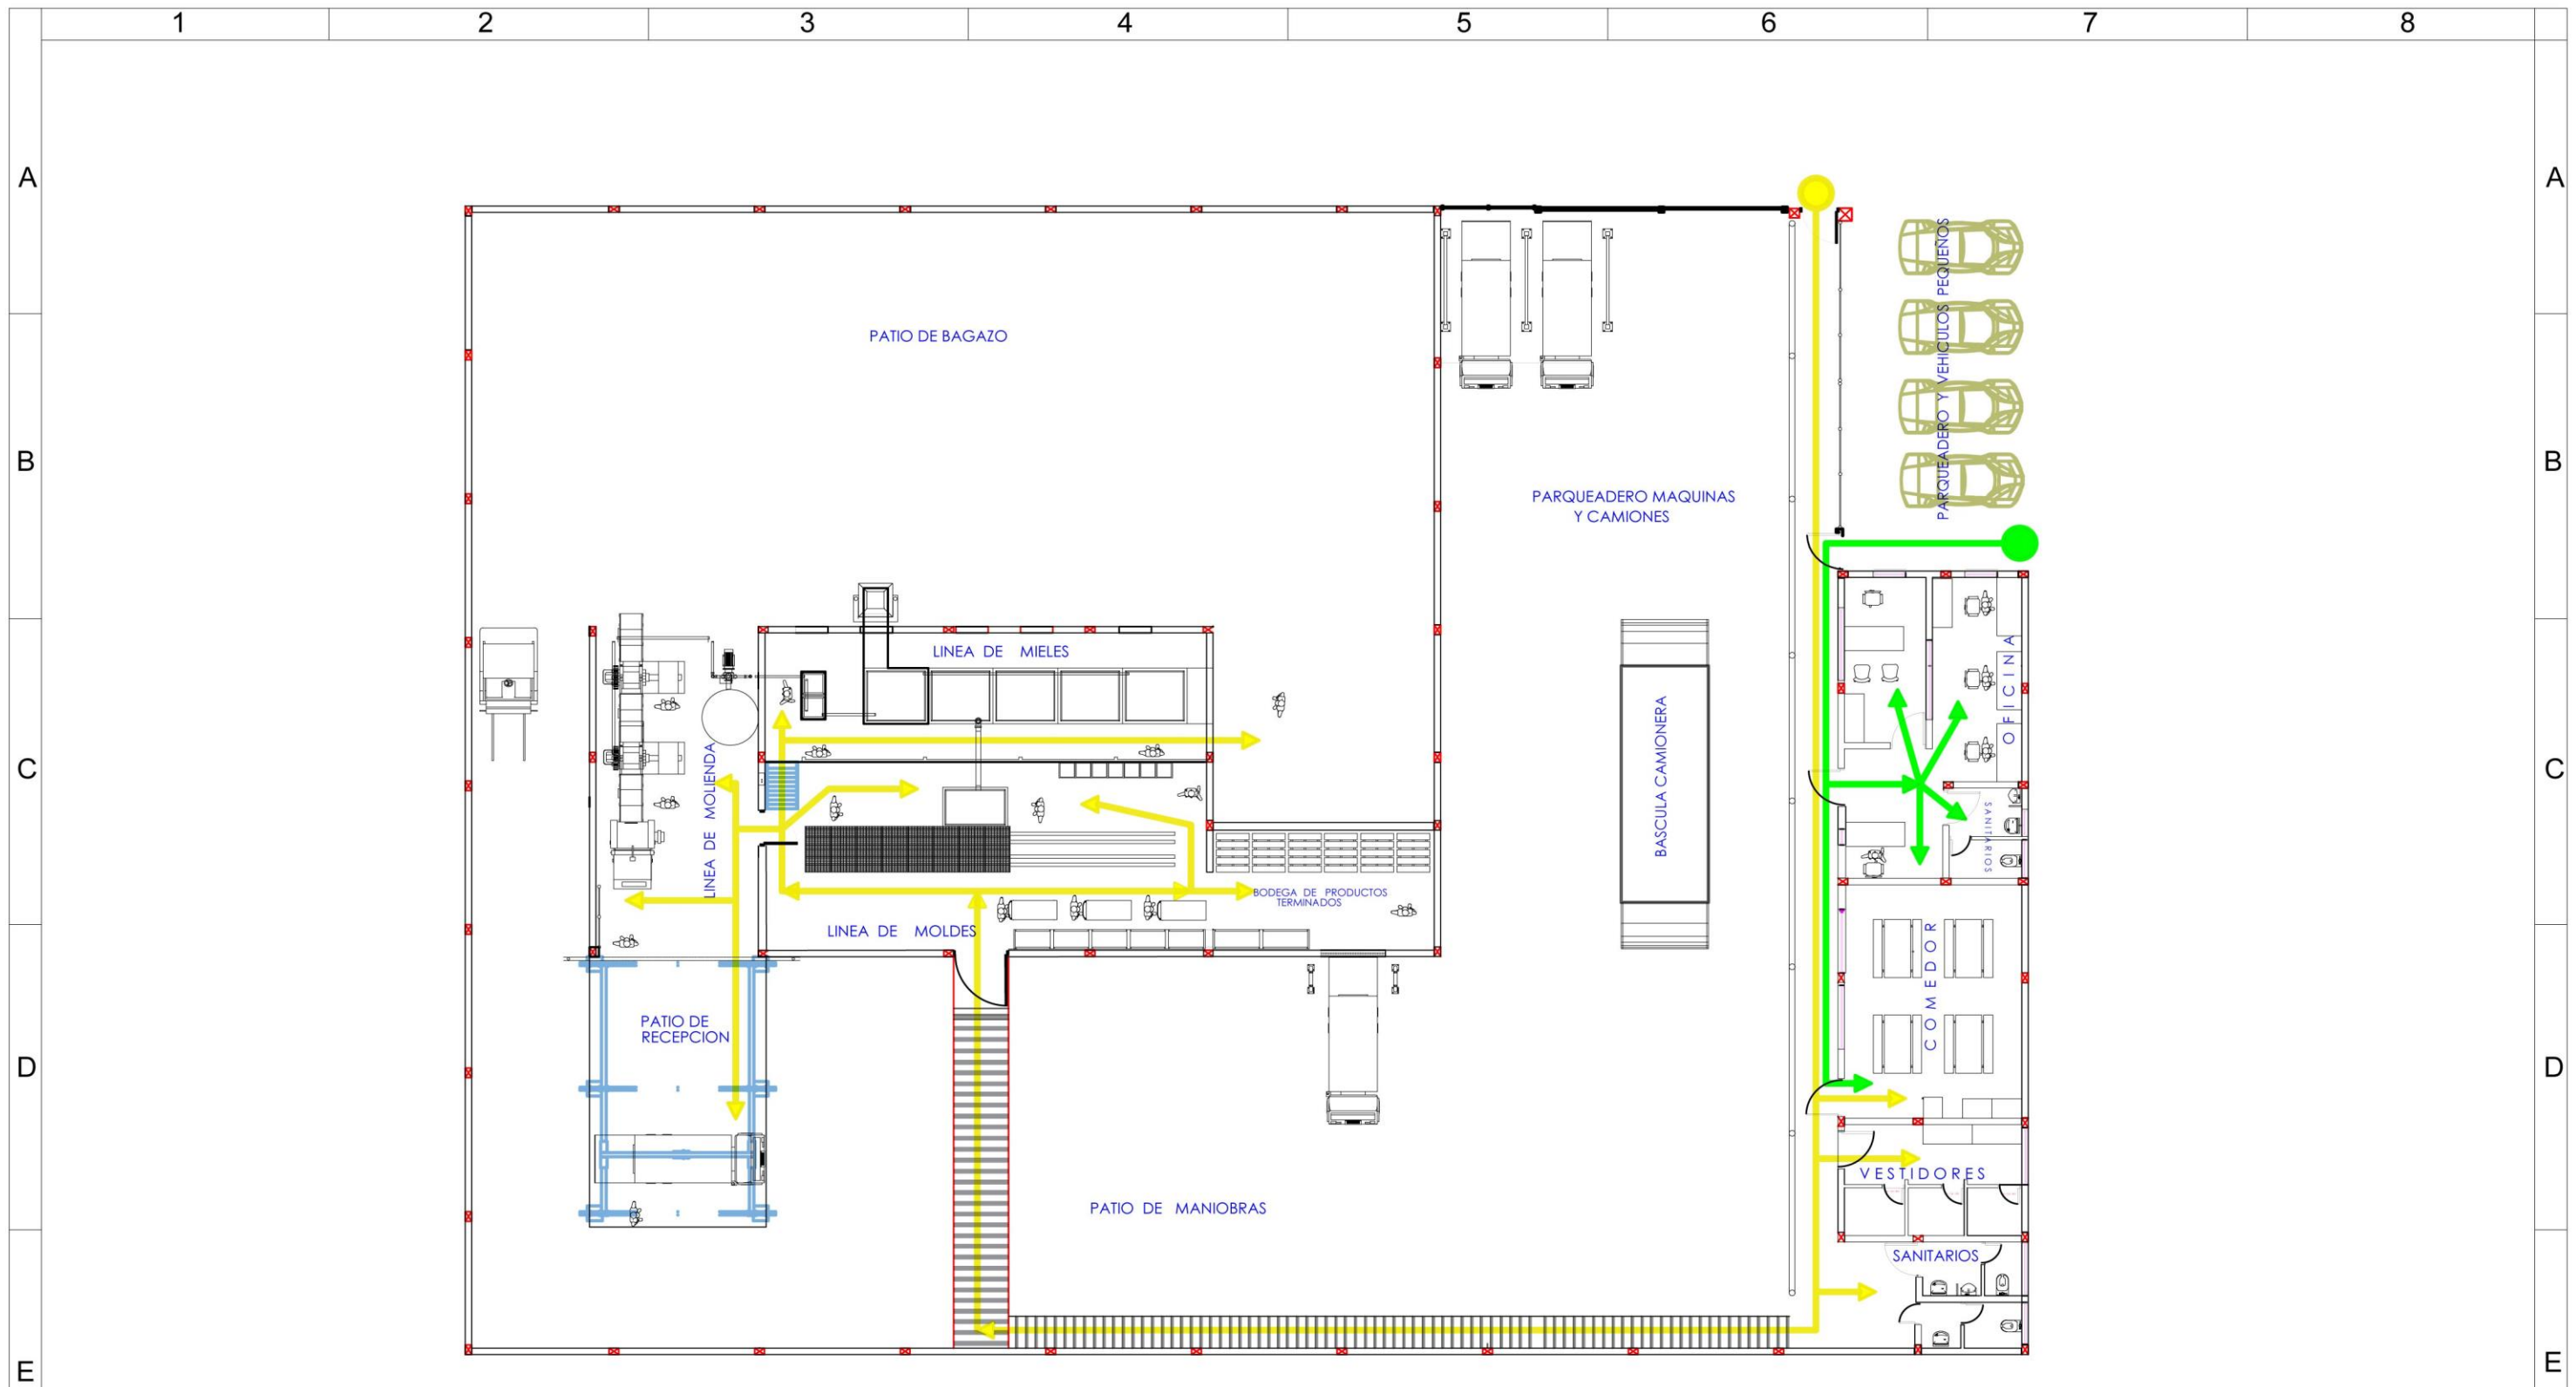 1 2 3 4 5 6 7 8
A A
PARQUEADERO Y VEHICULOS PEQUEÑOS
PATIO DE BAGAZO
B B
PARQUEADERO MAQUINAS
Y CAMIONES
LINEA DE MIELES
OFICINA
BASCULA CAMIONERA
C C
LINEA DE MOLIENDA
SANITARIOS
BODEGA DE PRODUCTOS
TERMINADOS
LINEA DE MOLDES
COMEDOR
PATIO DE
RECEPCION
D D
VESTIDORES
PATIO DE MANIOBRAS
SANITARIOS
E E